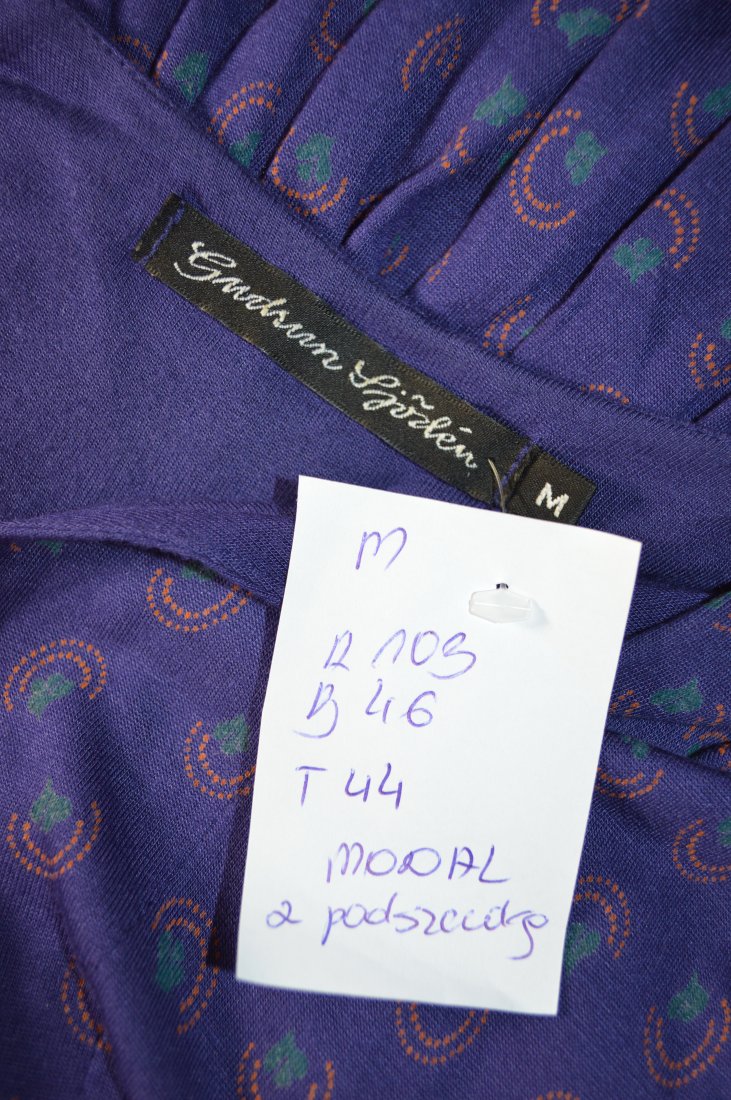 Gudrun Sjödén
M
M
D 103
B 46
T 44
MODAL
z podszewką